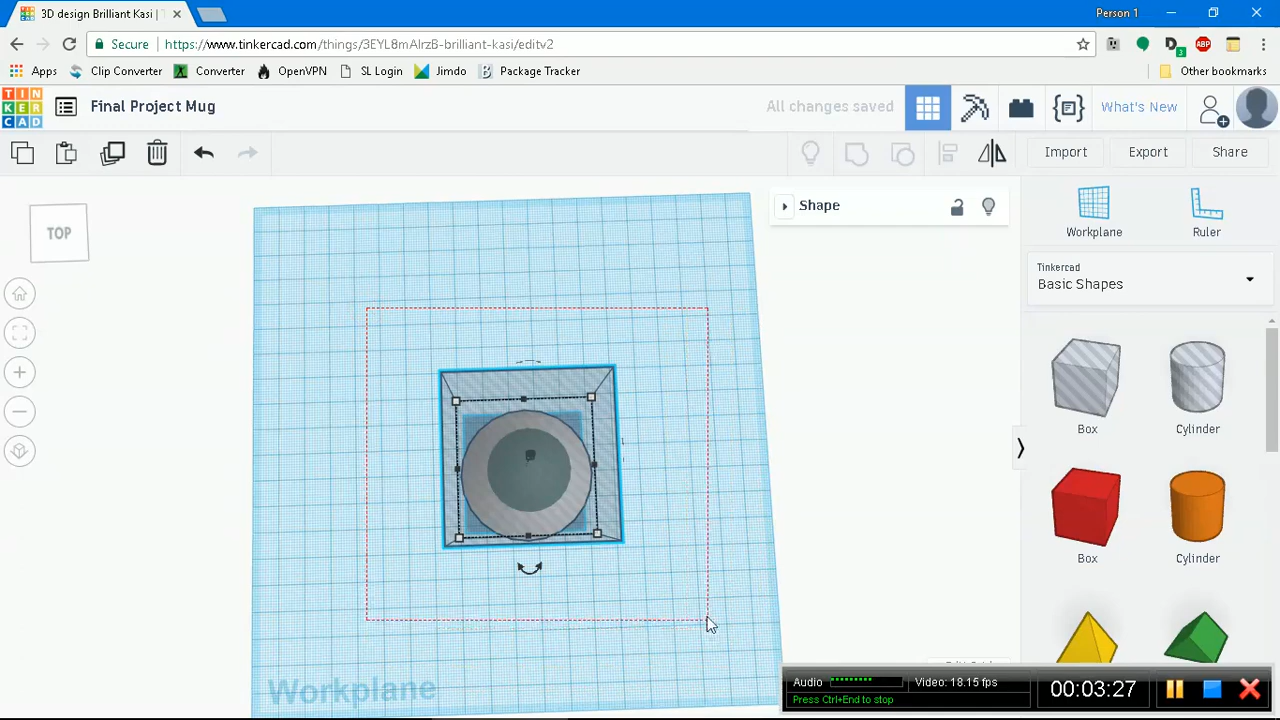 3D design Brilliant Kasi | T
Person 1
Secure
https://www.tinkercad.com/things/3EYL8mAlrzB-brilliant-kasi/editv2
ABP
3
Apps
Clip Converter
Converter
OpenVPN
SL Login
Jimdo
Package Tracker
Other bookmarks
TIN
KER
CAD
Final Project Mug
All changes saved
What's New
Import
Export
Share
TOP
Shape
Workplane
Ruler
Tinkercad
Basic Shapes
Box
Cylinder
Box
Cylinder
Workplane
Audio
Video: 18.15 fps
Press Ctrl+End to stop
00:03:27